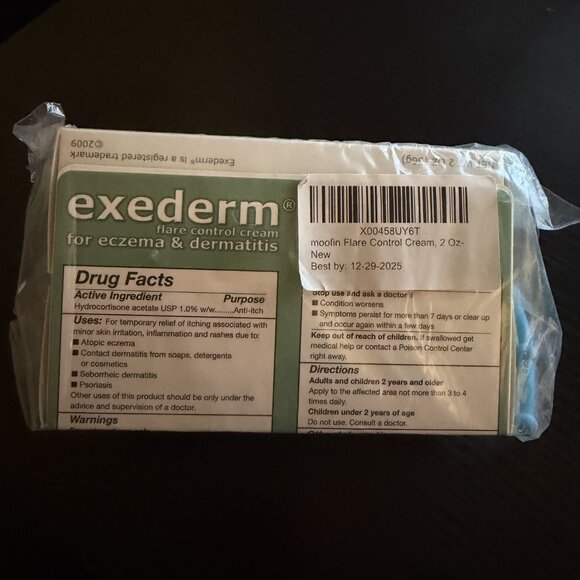 ©2009
Exederm® is a registered trademark
exederm®
flare control cream
for eczema & dermatitis
Drug Facts
Active Ingredient Purpose
Hydrocortisone acetate USP 1.0% w/w........Anti-itch
Uses: For temporary relief of itching associated with
minor skin irritation, inflammation and rashes due to:
■ Atopic eczema
■ Contact dermatitis from soaps, detergents
or cosmetics
■ Seborrheic dermatitis
■ Psoriasis
Other uses of this product should be only under the
advice and supervision of a doctor.
Warnings
X00458UY6T
moofin Flare Control Cream, 2 Oz-
New
Best by: 12-29-2025
Stop use and ask a doctor if
■ Condition worsens
■ Symptoms persist for more than 7 days or clear up
and occur again within a few days
Keep out of reach of children. If swallowed get
medical help or contact a Poison Control Center
right away.
Directions
Adults and children 2 years and older
Apply to the affected area not more than 3 to 4
times daily.
Children under 2 years of age
Do not use. Consult a doctor.